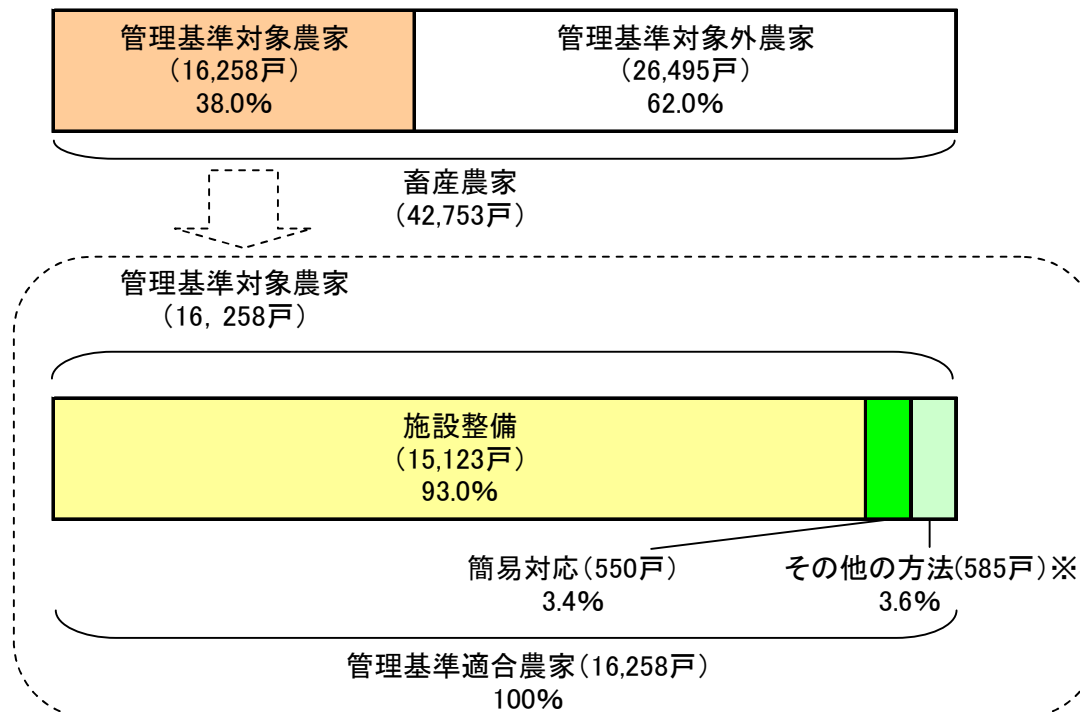 管理基準対象農家
（16,258戸）
38.0%
管理基準対象外農家
（26,495戸）
62.0%
畜産農家
（42,753戸）
管理基準対象農家
（16，258戸）
施設整備
（15,123戸）
93.0%
簡易対応（550戸）
3.4%
その他の方法(585戸)※
3.6%
管理基準適合農家（16,258戸）
100%